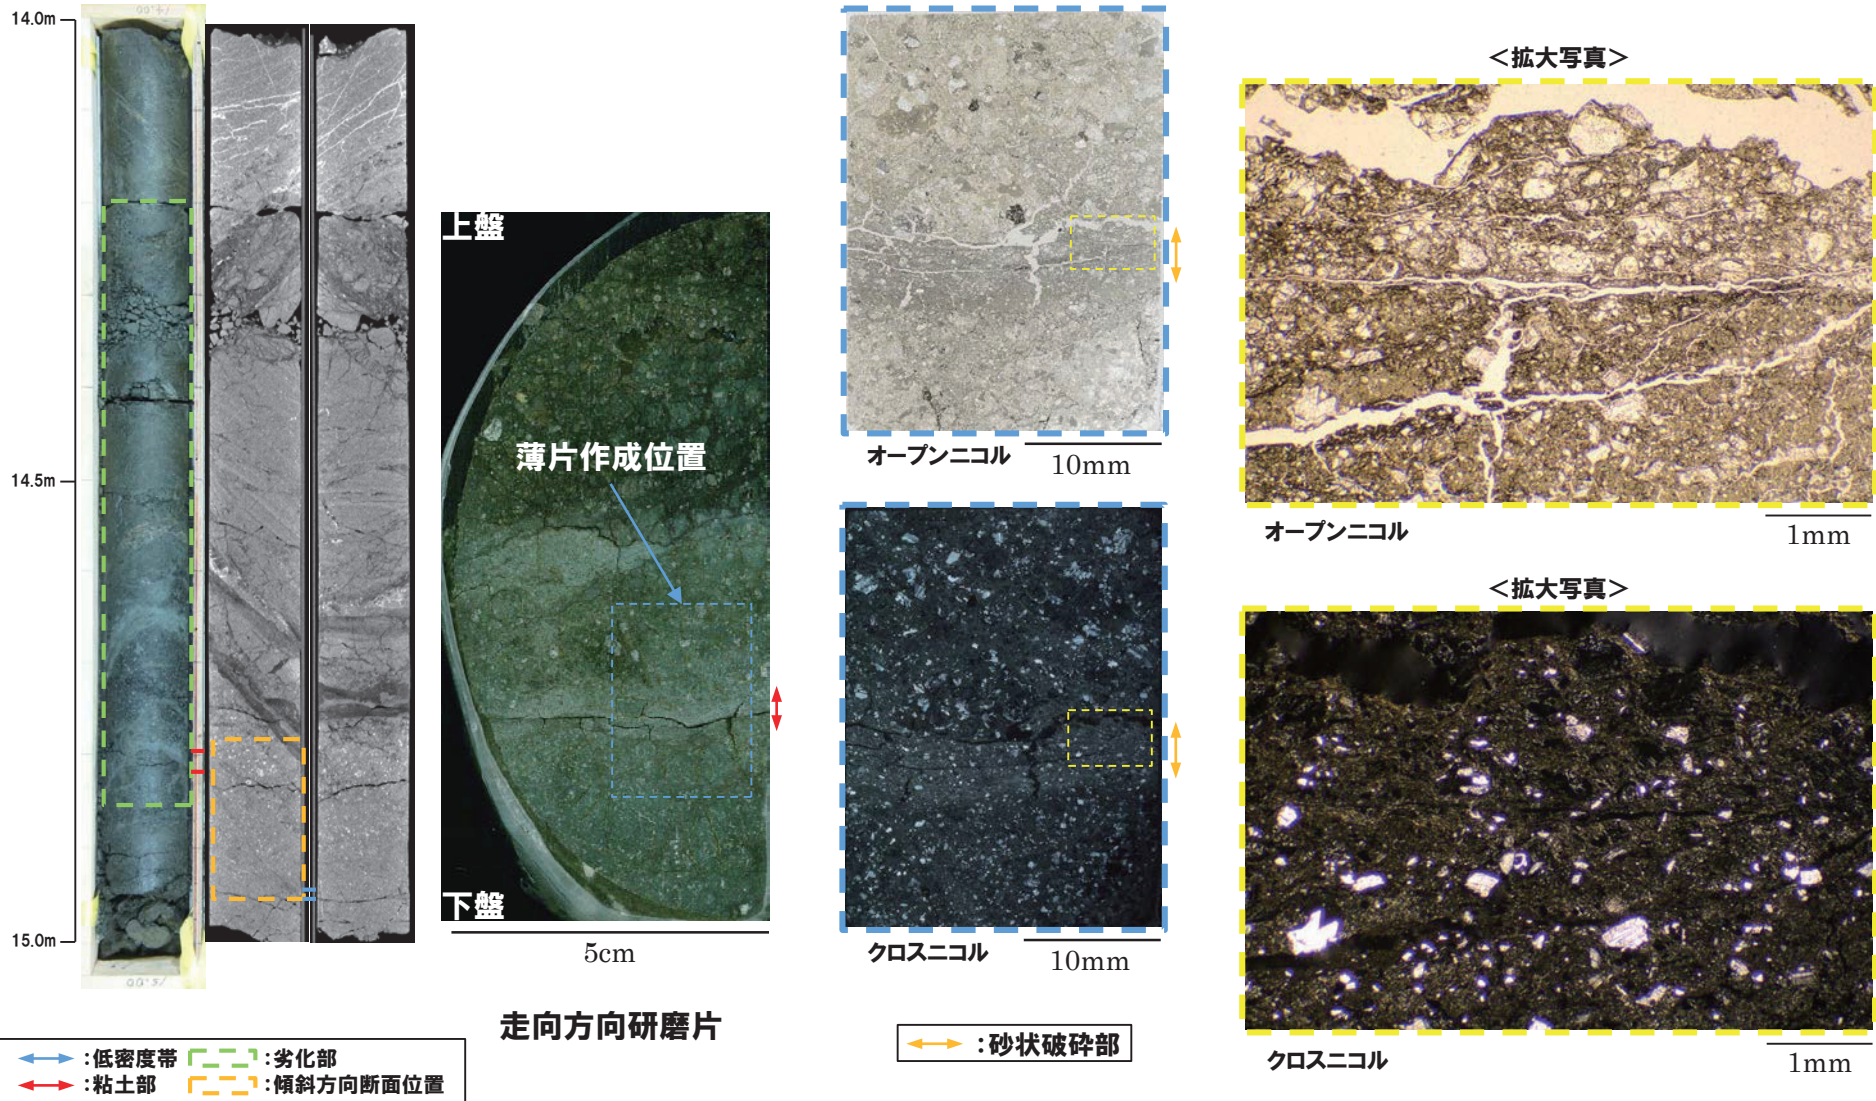 14.0m
14.5m
15.0m
上盤
薄片作成位置
下盤
5cm
走向方向研磨片
オープンニコル
10mm
クロスニコル
10mm
:砂状破砕部
<拡大写真>
オープンニコル
1mm
<拡大写真>
クロスニコル
1mm
:低密度帯
:劣化部
:粘土部
:傾斜方向断面位置